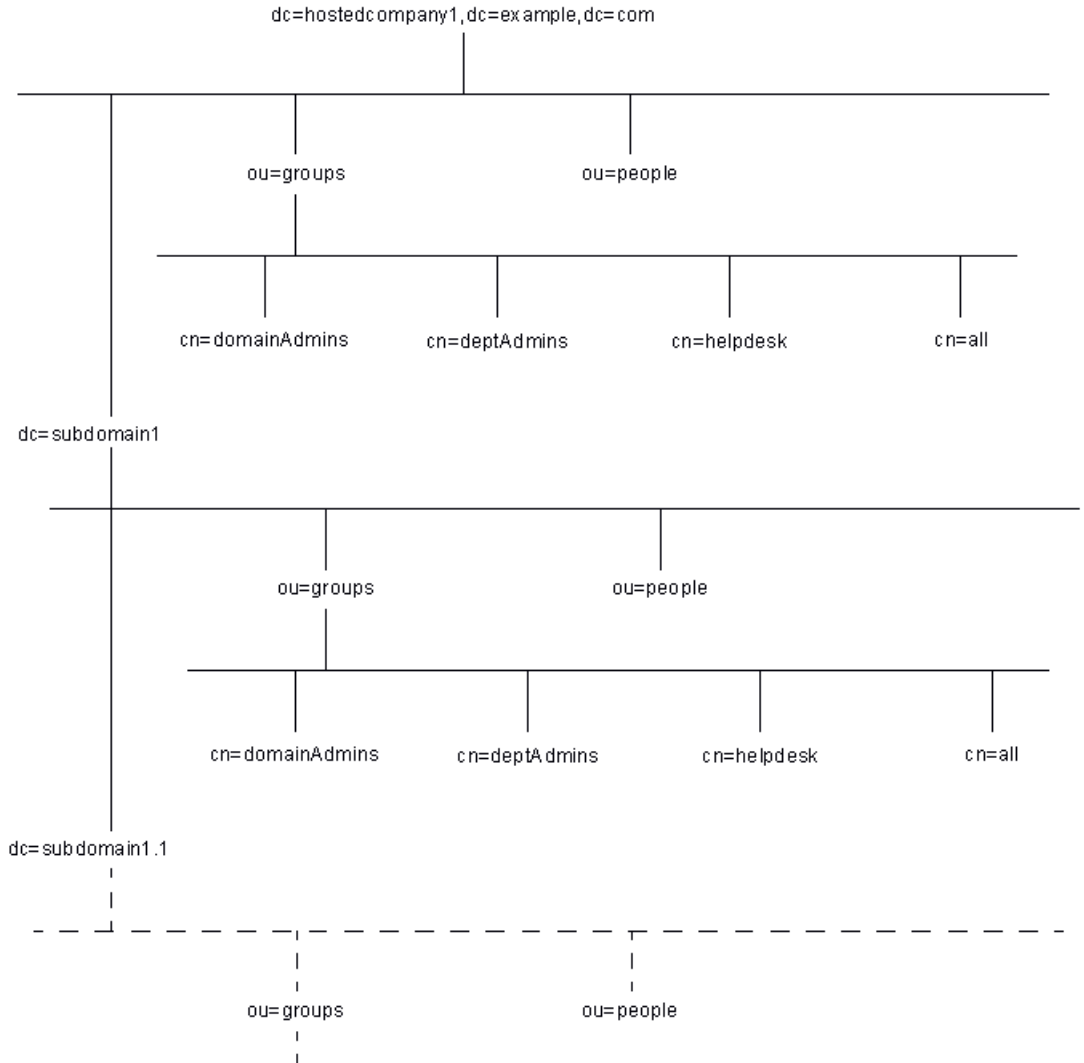 dc=hostedcompany1,dc=example,dc=com
ou=groups
ou=people
cn=domainAdmins
cn=deptAdmins
cn=helpdesk
cn=all
dc=subdomain1
ou=groups
ou=people
cn=domainAdmins
cn=deptAdmins
cn=helpdesk
cn=all
dc=subdomain1.1
ou=groups
ou=people